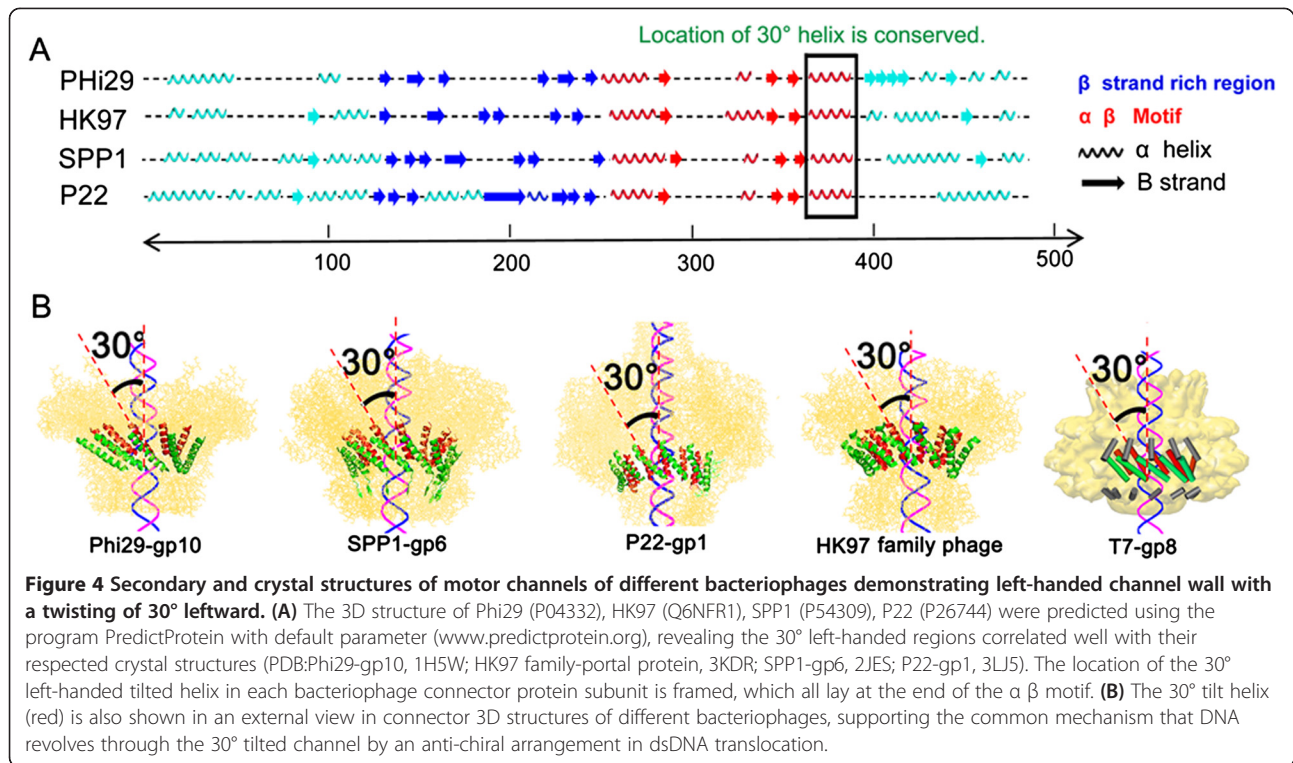 A
Location of 30° helix is conserved.
PHi29
HK97
SPP1
P22
β strand rich region
α β Motif
α helix
B strand
100 200 300 400 500
B
30° 30° 30° 30° 30°
Phi29-gp10 SPP1-gp6 P22-gp1 HK97 family phage T7-gp8
Figure 4 Secondary and crystal structures of motor channels of different bacteriophages demonstrating left-handed channel wall with
a twisting of 30° leftward. (A) The 3D structure of Phi29 (P04332), HK97 (Q6NFR1), SPP1 (P54309), P22 (P26744) were predicted using the
program PredictProtein with default parameter (www.predictprotein.org), revealing the 30° left-handed regions correlated well with their
respected crystal structures (PDB:Phi29-gp10, 1H5W; HK97 family-portal protein, 3KDR; SPP1-gp6, 2JES; P22-gp1, 3LJ5). The location of the 30°
left-handed tilted helix in each bacteriophage connector protein subunit is framed, which all lay at the end of the α β motif. (B) The 30° tilt helix
(red) is also shown in an external view in connector 3D structures of different bacteriophages, supporting the common mechanism that DNA
revolves through the 30° tilted channel by an anti-chiral arrangement in dsDNA translocation.